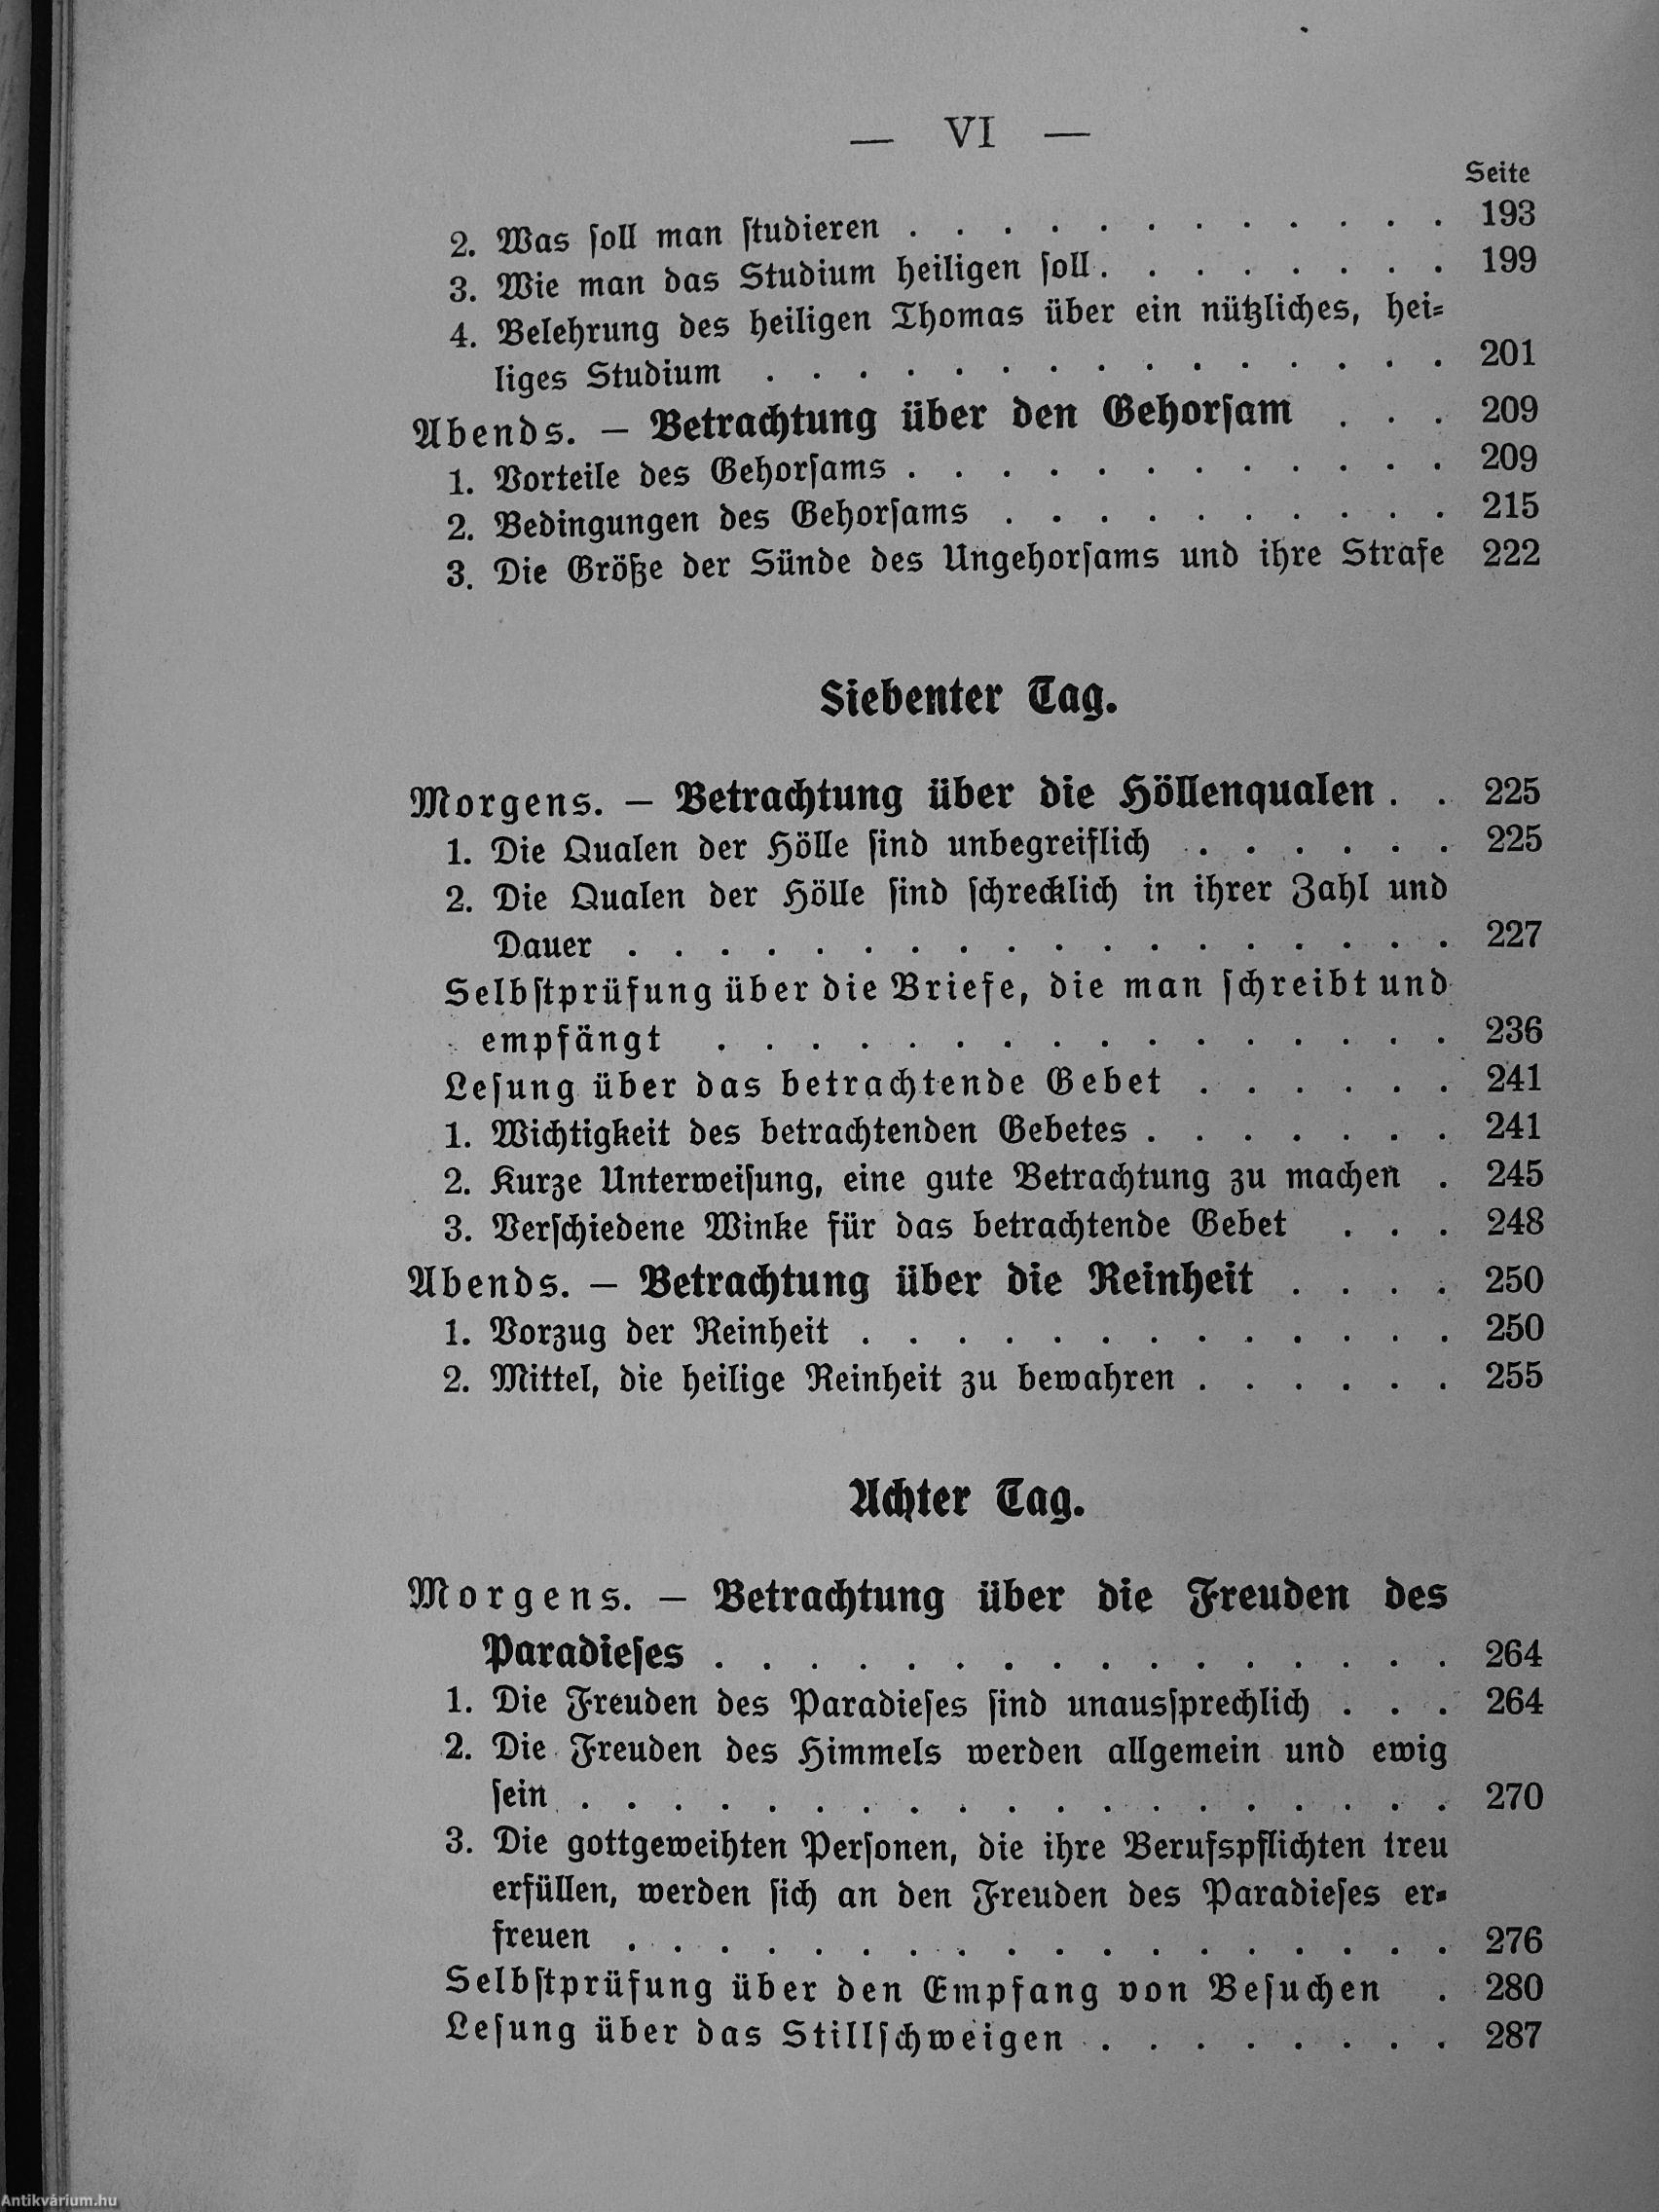 — VI —
Seite
2. Was ſoll man ſtudieren . . . . . . . . . . . . 193
3. Wie man das Studium heiligen ſoll . . . . . . . . 199
4. Belehrung des heiligen Thomas über ein nützliches, hei-
liges Studium . . . . . . . . . . . . . . . 201
Abends. — Betrachtung über den Gehorſam . . . 209
1. Vorteile des Gehorſams . . . . . . . . . . . . 209
2. Bedingungen des Gehorſams . . . . . . . . . . 215
3. Die Größe der Sünde des Ungehorſams und ihre Strafe 222
Siebenter Tag.
Morgens. — Betrachtung über die Höllenqualen . . 225
1. Die Qualen der Hölle ſind unbegreiflich . . . . . . 225
2. Die Qualen der Hölle ſind ſchrecklich in ihrer Zahl und
Dauer . . . . . . . . . . . . . . . . . . 227
Selbſtprüfung über die Briefe, die man ſchreibt und
empfängt . . . . . . . . . . . . . . . . 236
Leſung über das betrachtende Gebet . . . . . . 241
1. Wichtigkeit des betrachtenden Gebetes . . . . . . . 241
2. Kurze Unterweiſung, eine gute Betrachtung zu machen . 245
3. Verſchiedene Winke für das betrachtende Gebet . . . 248
Abends. — Betrachtung über die Reinheit . . . . 250
1. Vorzug der Reinheit . . . . . . . . . . . . . 250
2. Mittel, die heilige Reinheit zu bewahren . . . . . . 255
Achter Tag.
Morgens. — Betrachtung über die Freuden des
Paradieſes . . . . . . . . . . . . . . . . 264
1. Die Freuden des Paradieſes ſind unausſprechlich . . . 264
2. Die Freuden des Himmels werden allgemein und ewig
ſein . . . . . . . . . . . . . . . . . . . 270
3. Die gottgeweihten Perſonen, die ihre Berufspflichten treu
erfüllen, werden ſich an den Freuden des Paradieſes er-
freuen . . . . . . . . . . . . . . . . . . 276
Selbſtprüfung über den Empfang von Beſuchen . 280
Leſung über das Stillſchweigen . . . . . . . . 287
Antikvárium.hu